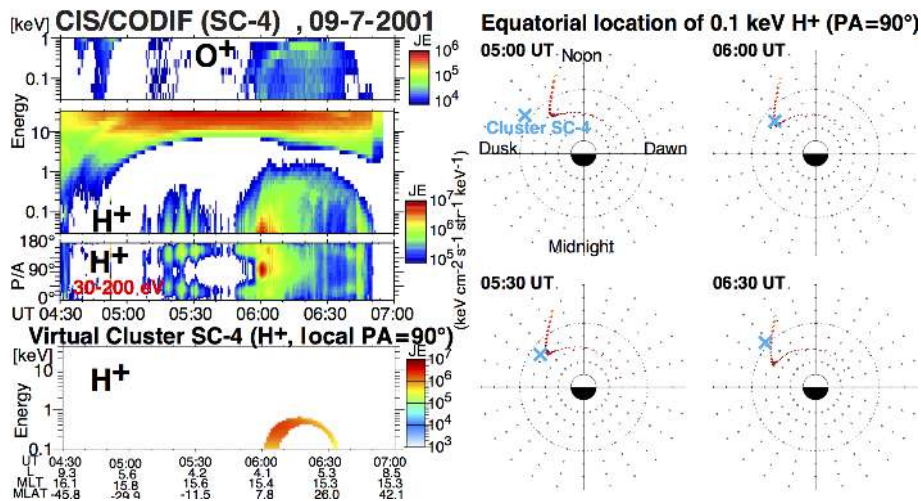 CIS/CODIF (SC-4) , 09-7-2001
[keV]
O+
JE
1
0.1
10^6
10^5
10^4
Energy
10
1
0.1
H+
JE
10^7
10^6
10^5
(keV cm-2 s-1 str-1 keV-1)
180°
90°
0°
P/A
H+
30-200 eV
UT 04:30 05:00 05:30 06:00 06:30 07:00
Virtual Cluster SC-4 (H+, local PA=90°)
[keV]
10
1
0.1
Energy
H+
JE
10^7
10^6
10^5
10^4
10^3
UT 04:30 05:00 05:30 06:00 06:30 07:00
L 9.3 5.6 4.2 4.1 5.3 8.5
MLT 16.1 15.8 15.6 15.4 15.4 15.3
MLAT -45.8 -29.9 -11.5 7.8 26.0 42.1
Equatorial location of 0.1 keV H+ (PA=90°)
05:00 UT
Noon
Cluster SC-4
Dusk
Dawn
Midnight
06:00 UT
05:30 UT
06:30 UT